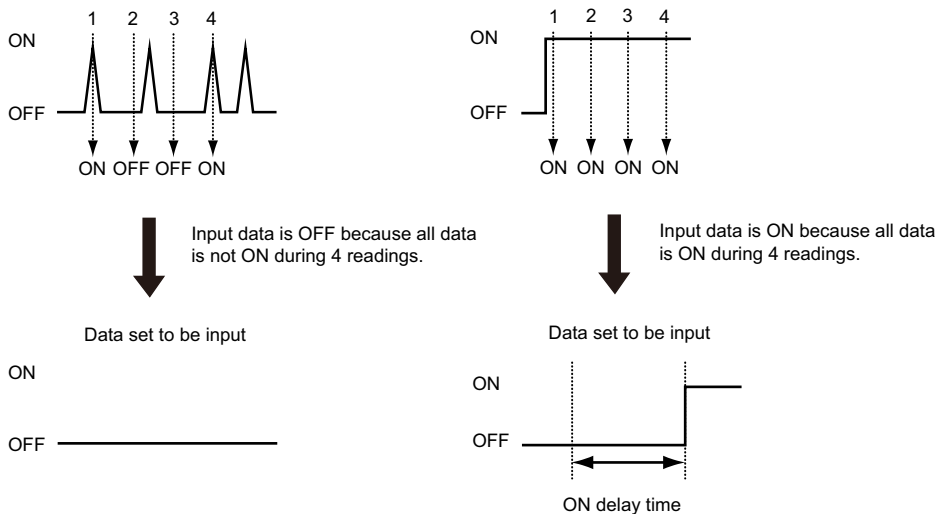 1 2 3 4
ON
OFF
ON OFF OFF ON
Input data is OFF because all data
is not ON during 4 readings.
Data set to be input
ON
OFF
1 2 3 4
ON
OFF
ON ON ON ON
Input data is ON because all data
is ON during 4 readings.
Data set to be input
ON
OFF
ON delay time